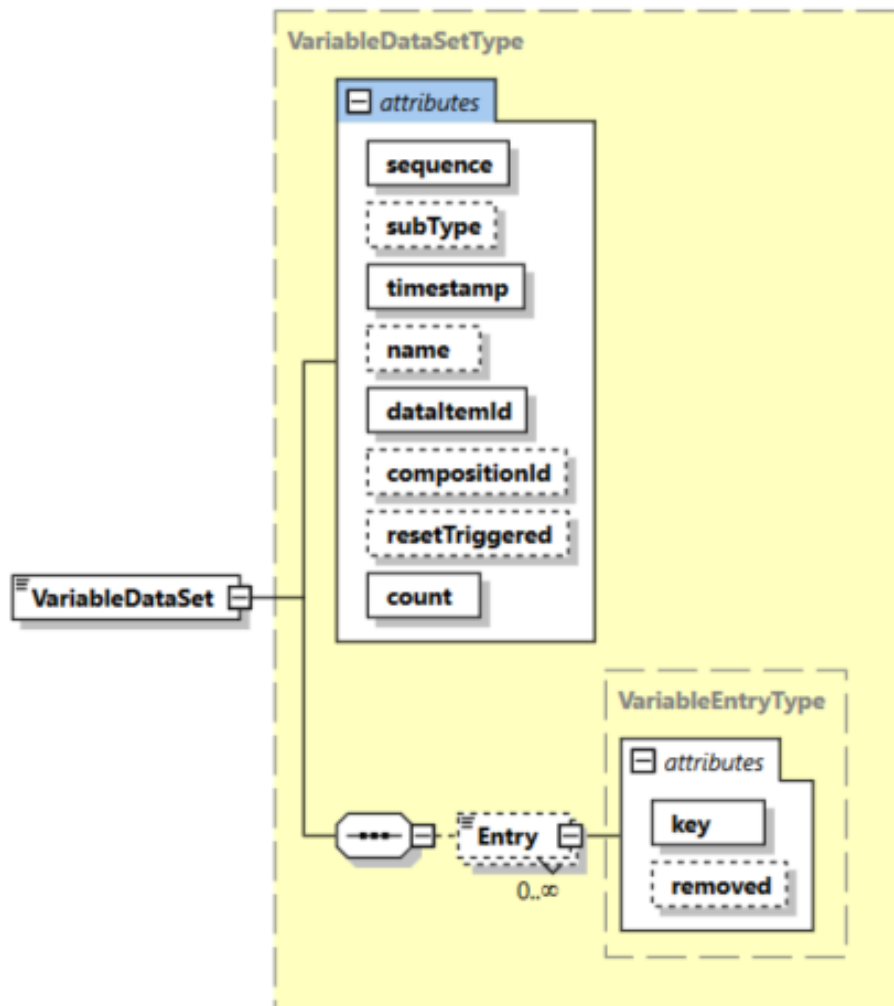 VariableDataSetType
attributes
sequence
subType
timestamp
name
dataItemId
compositionId
resetTriggered
count
VariableDataSet
VariableEntryType
attributes
key
removed
Entry
0..∞